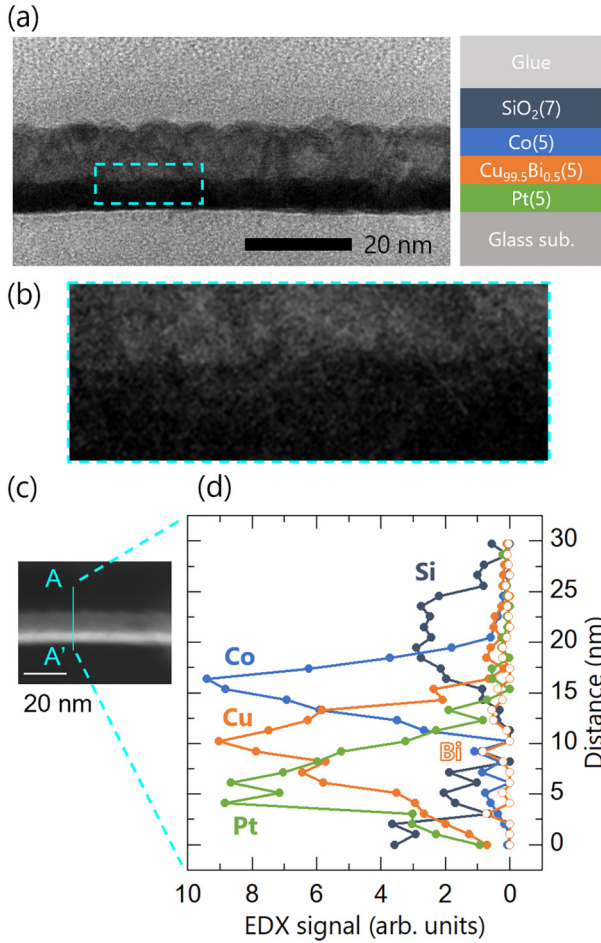 (a)
20 nm
Glue
SiO₂(7)
Co(5)
Cu₉₉.₅Bi₀.₅(5)
Pt(5)
Glass sub.
(b)
(c)
A
A'
20 nm
(d)
Si
Co
Cu
Bi
Pt
30
25
20
15
10
5
0
Distance (nm)
10 8 6 4 2 0
EDX signal (arb. units)